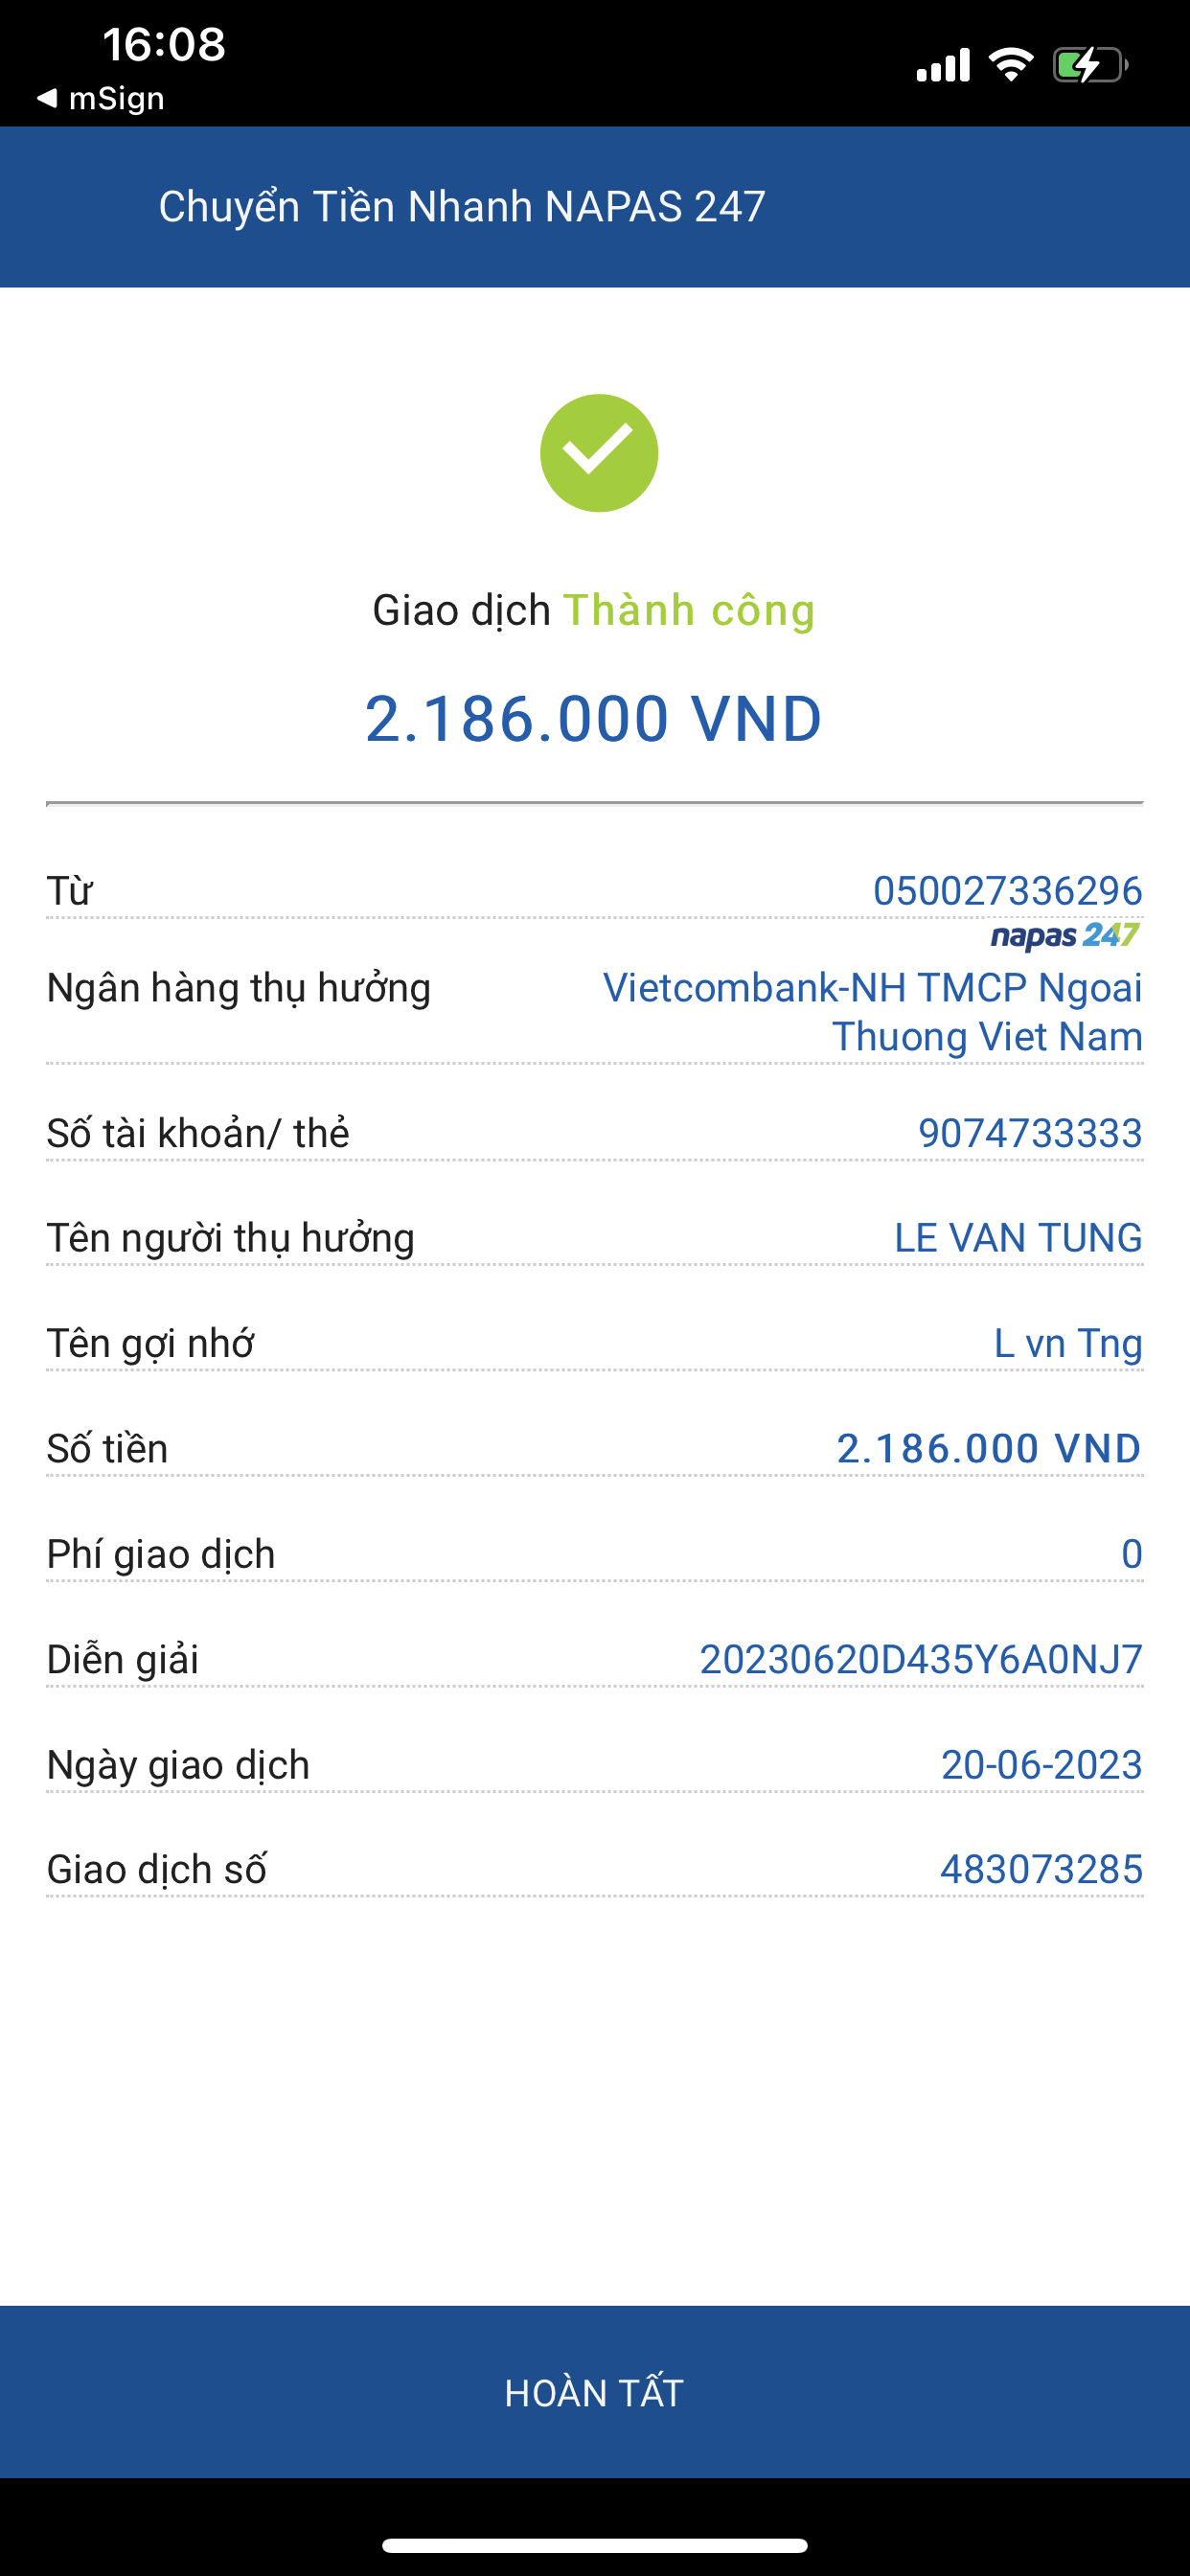 16:08
◀ mSign
Chuyển Tiền Nhanh NAPAS 247
Giao dịch Thành công
2.186.000 VND
Từ 050027336296
napas 247
Ngân hàng thụ hưởng Vietcombank-NH TMCP Ngoai
Thuong Viet Nam
Số tài khoản/ thẻ 9074733333
Tên người thụ hưởng LE VAN TUNG
Tên gợi nhớ L vn Tng
Số tiền 2.186.000 VND
Phí giao dịch 0
Diễn giải 20230620D435Y6A0NJ7
Ngày giao dịch 20-06-2023
Giao dịch số 483073285
HOÀN TẤT